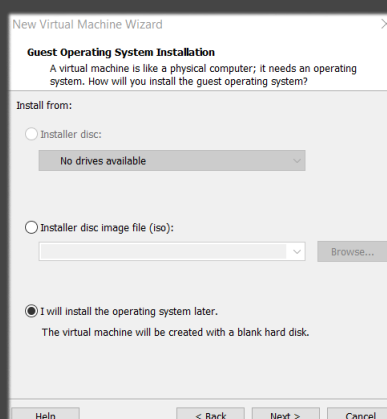 New Virtual Machine Wizard
Guest Operating System Installation
A virtual machine is like a physical computer; it needs an operating
system. How will you install the guest operating system?
Install from:
Installer disc:
No drives available
Installer disc image file (iso):
Browse...
I will install the operating system later.
The virtual machine will be created with a blank hard disk.
Help
< Back
Next >
Cancel